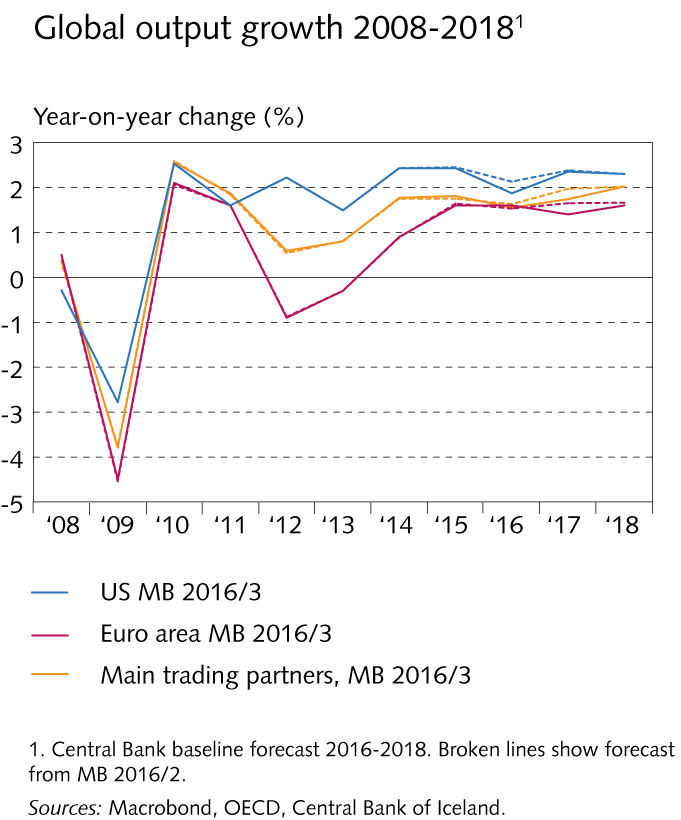 Global output growth 2008-2018¹
Year-on-year change (%)
3
2
1
0
-1
-2
-3
-4
-5
‘08 ‘09 ‘10 ‘11 ‘12 ‘13 ‘14 ‘15 ‘16 ‘17 ‘18
US MB 2016/3
Euro area MB 2016/3
Main trading partners, MB 2016/3
1. Central Bank baseline forecast 2016-2018. Broken lines show forecast
from MB 2016/2.
Sources: Macrobond, OECD, Central Bank of Iceland.